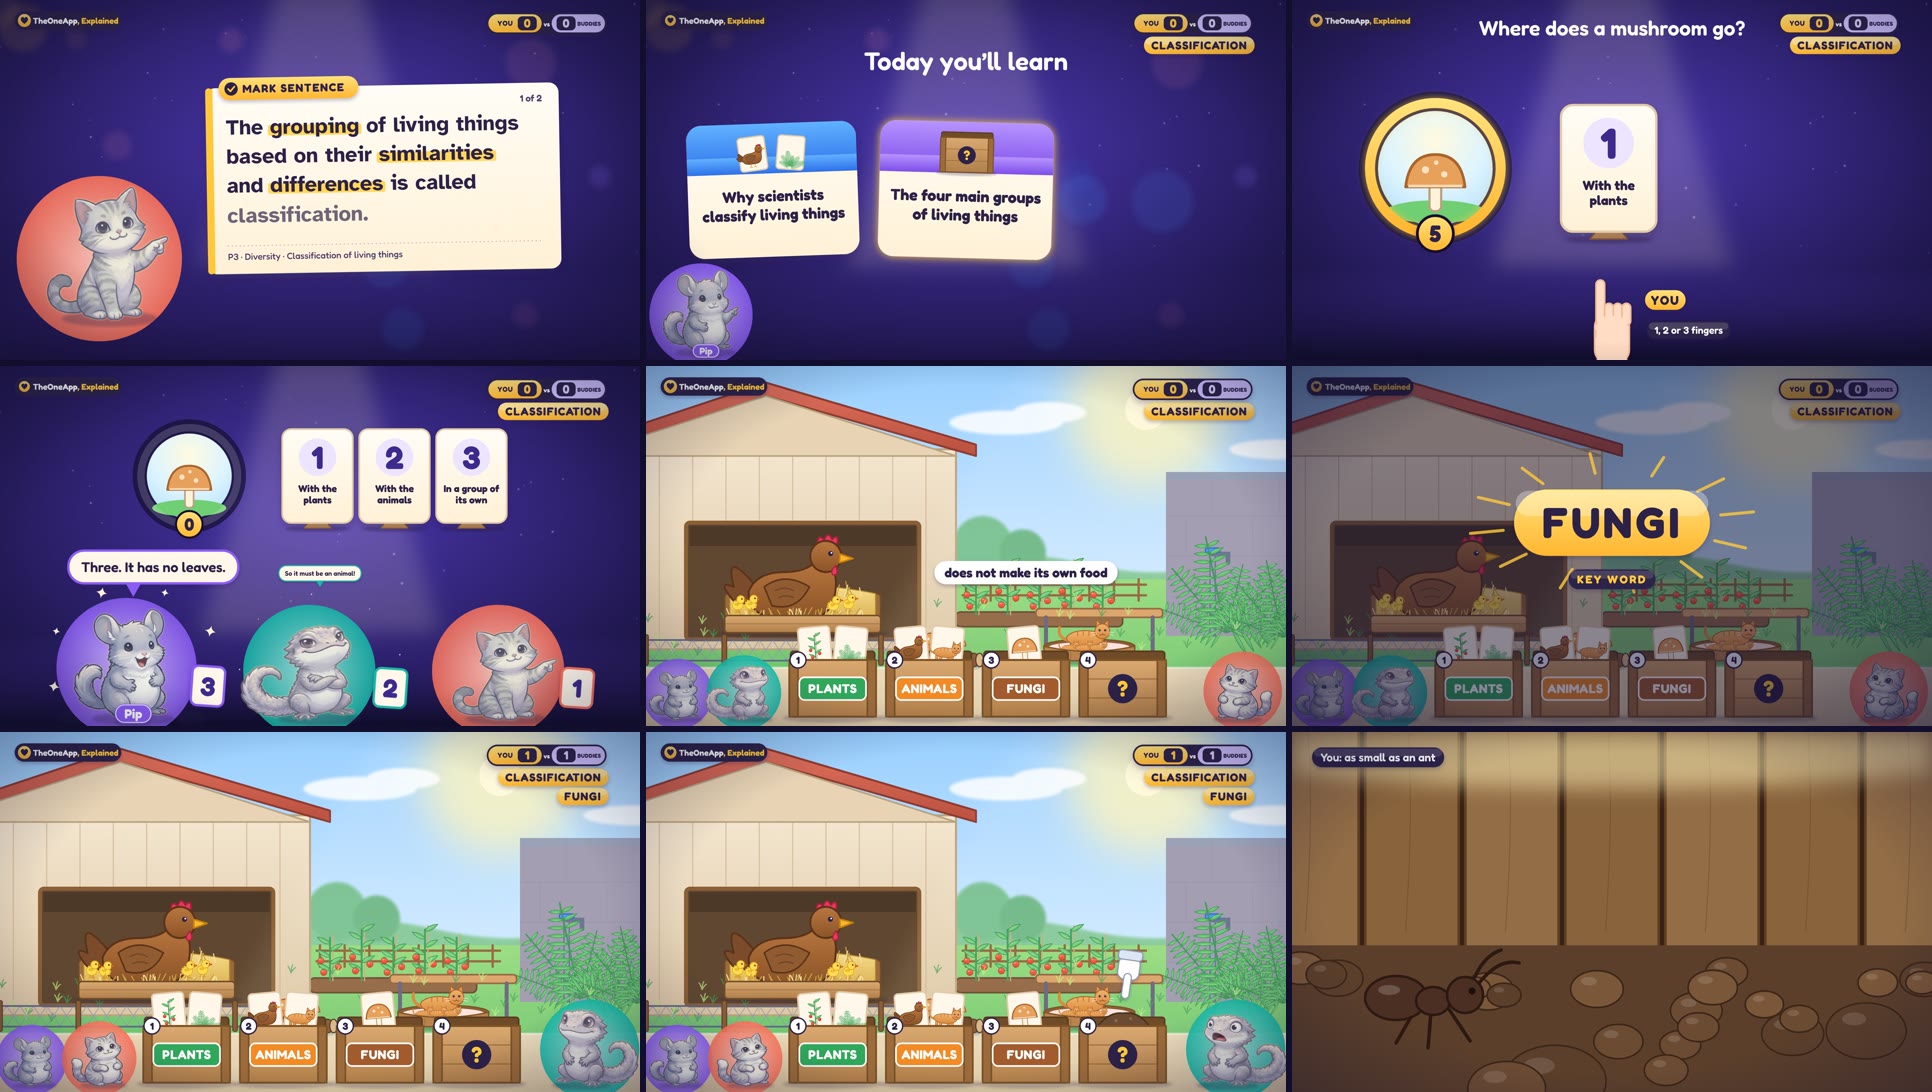 TheOneApp, Explained
YOU 0 vs 0 BUDDIES
MARK SENTENCE
1 of 2
The grouping of living things
based on their similarities
and differences is called
classification.
P3 · Diversity · Classification of living things
TheOneApp, Explained
YOU 0 vs 0 BUDDIES
CLASSIFICATION
Today you'll learn
?
Why scientists
classify living things
The four main groups
of living things
Pip
TheOneApp, Explained
Where does a mushroom go?
YOU 0 vs 0 BUDDIES
CLASSIFICATION
5
1
With the
plants
YOU
1, 2 or 3 fingers
TheOneApp, Explained
YOU 0 vs 0 BUDDIES
CLASSIFICATION
0
1
With the
plants
2
With the
animals
3
In a group of
its own
Three. It has no leaves.
So it must be an animal!
3
2
1
Pip
TheOneApp, Explained
YOU 0 vs 0 BUDDIES
CLASSIFICATION
does not make its own food
1 2 3 4
PLANTS ANIMALS FUNGI ?
TheOneApp, Explained
YOU 0 vs 0 BUDDIES
CLASSIFICATION
FUNGI
KEY WORD
1 2 3 4
PLANTS ANIMALS FUNGI ?
TheOneApp, Explained
YOU 1 vs 1 BUDDIES
CLASSIFICATION
FUNGI
1 2 3 4
PLANTS ANIMALS FUNGI ?
TheOneApp, Explained
YOU 1 vs 1 BUDDIES
CLASSIFICATION
FUNGI
1 2 3 4
PLANTS ANIMALS FUNGI ?
You: as small as an ant